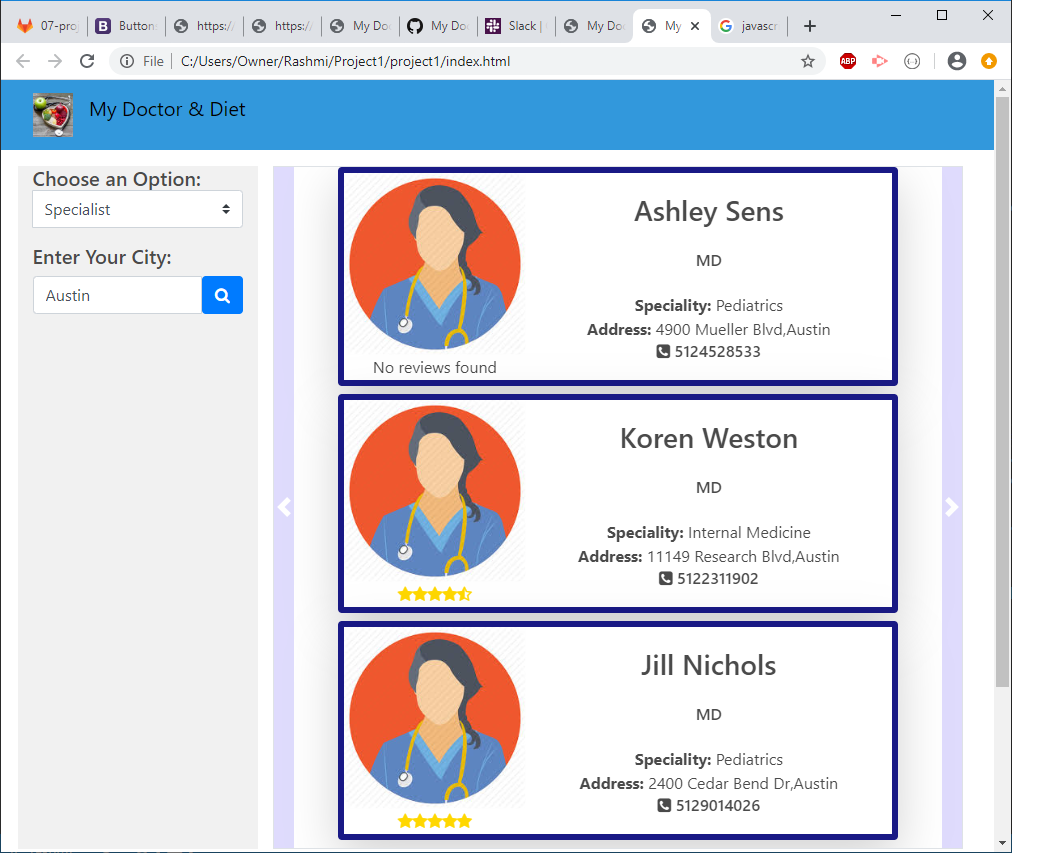 07-proj
Button
https://
https://
My Doc
My Doc
Slack |
My Doc
My
javascr
File
C:/Users/Owner/Rashmi/Project1/project1/index.html
ABP
My Doctor & Diet
Choose an Option:
Specialist
Enter Your City:
Austin
Ashley Sens
MD
Speciality: Pediatrics
Address: 4900 Mueller Blvd,Austin
5124528533
No reviews found
Koren Weston
MD
Speciality: Internal Medicine
Address: 11149 Research Blvd,Austin
5122311902
Jill Nichols
MD
Speciality: Pediatrics
Address: 2400 Cedar Bend Dr,Austin
5129014026